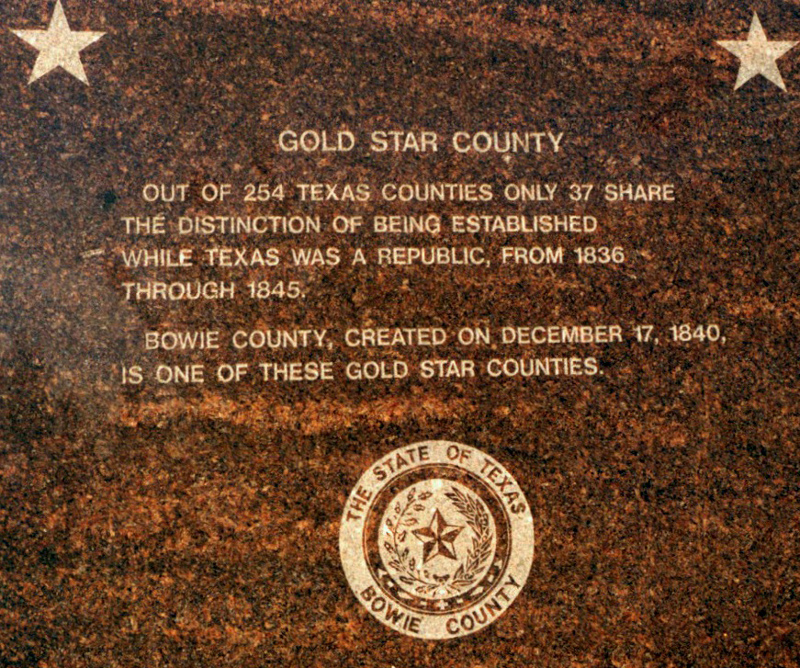 GOLD STAR COUNTY
OUT OF 254 TEXAS COUNTIES ONLY 37 SHARE
THE DISTINCTION OF BEING ESTABLISHED
WHILE TEXAS WAS A REPUBLIC, FROM 1836
THROUGH 1845.
BOWIE COUNTY, CREATED ON DECEMBER 17, 1840,
IS ONE OF THESE GOLD STAR COUNTIES.
THE STATE OF TEXAS
BOWIE COUNTY